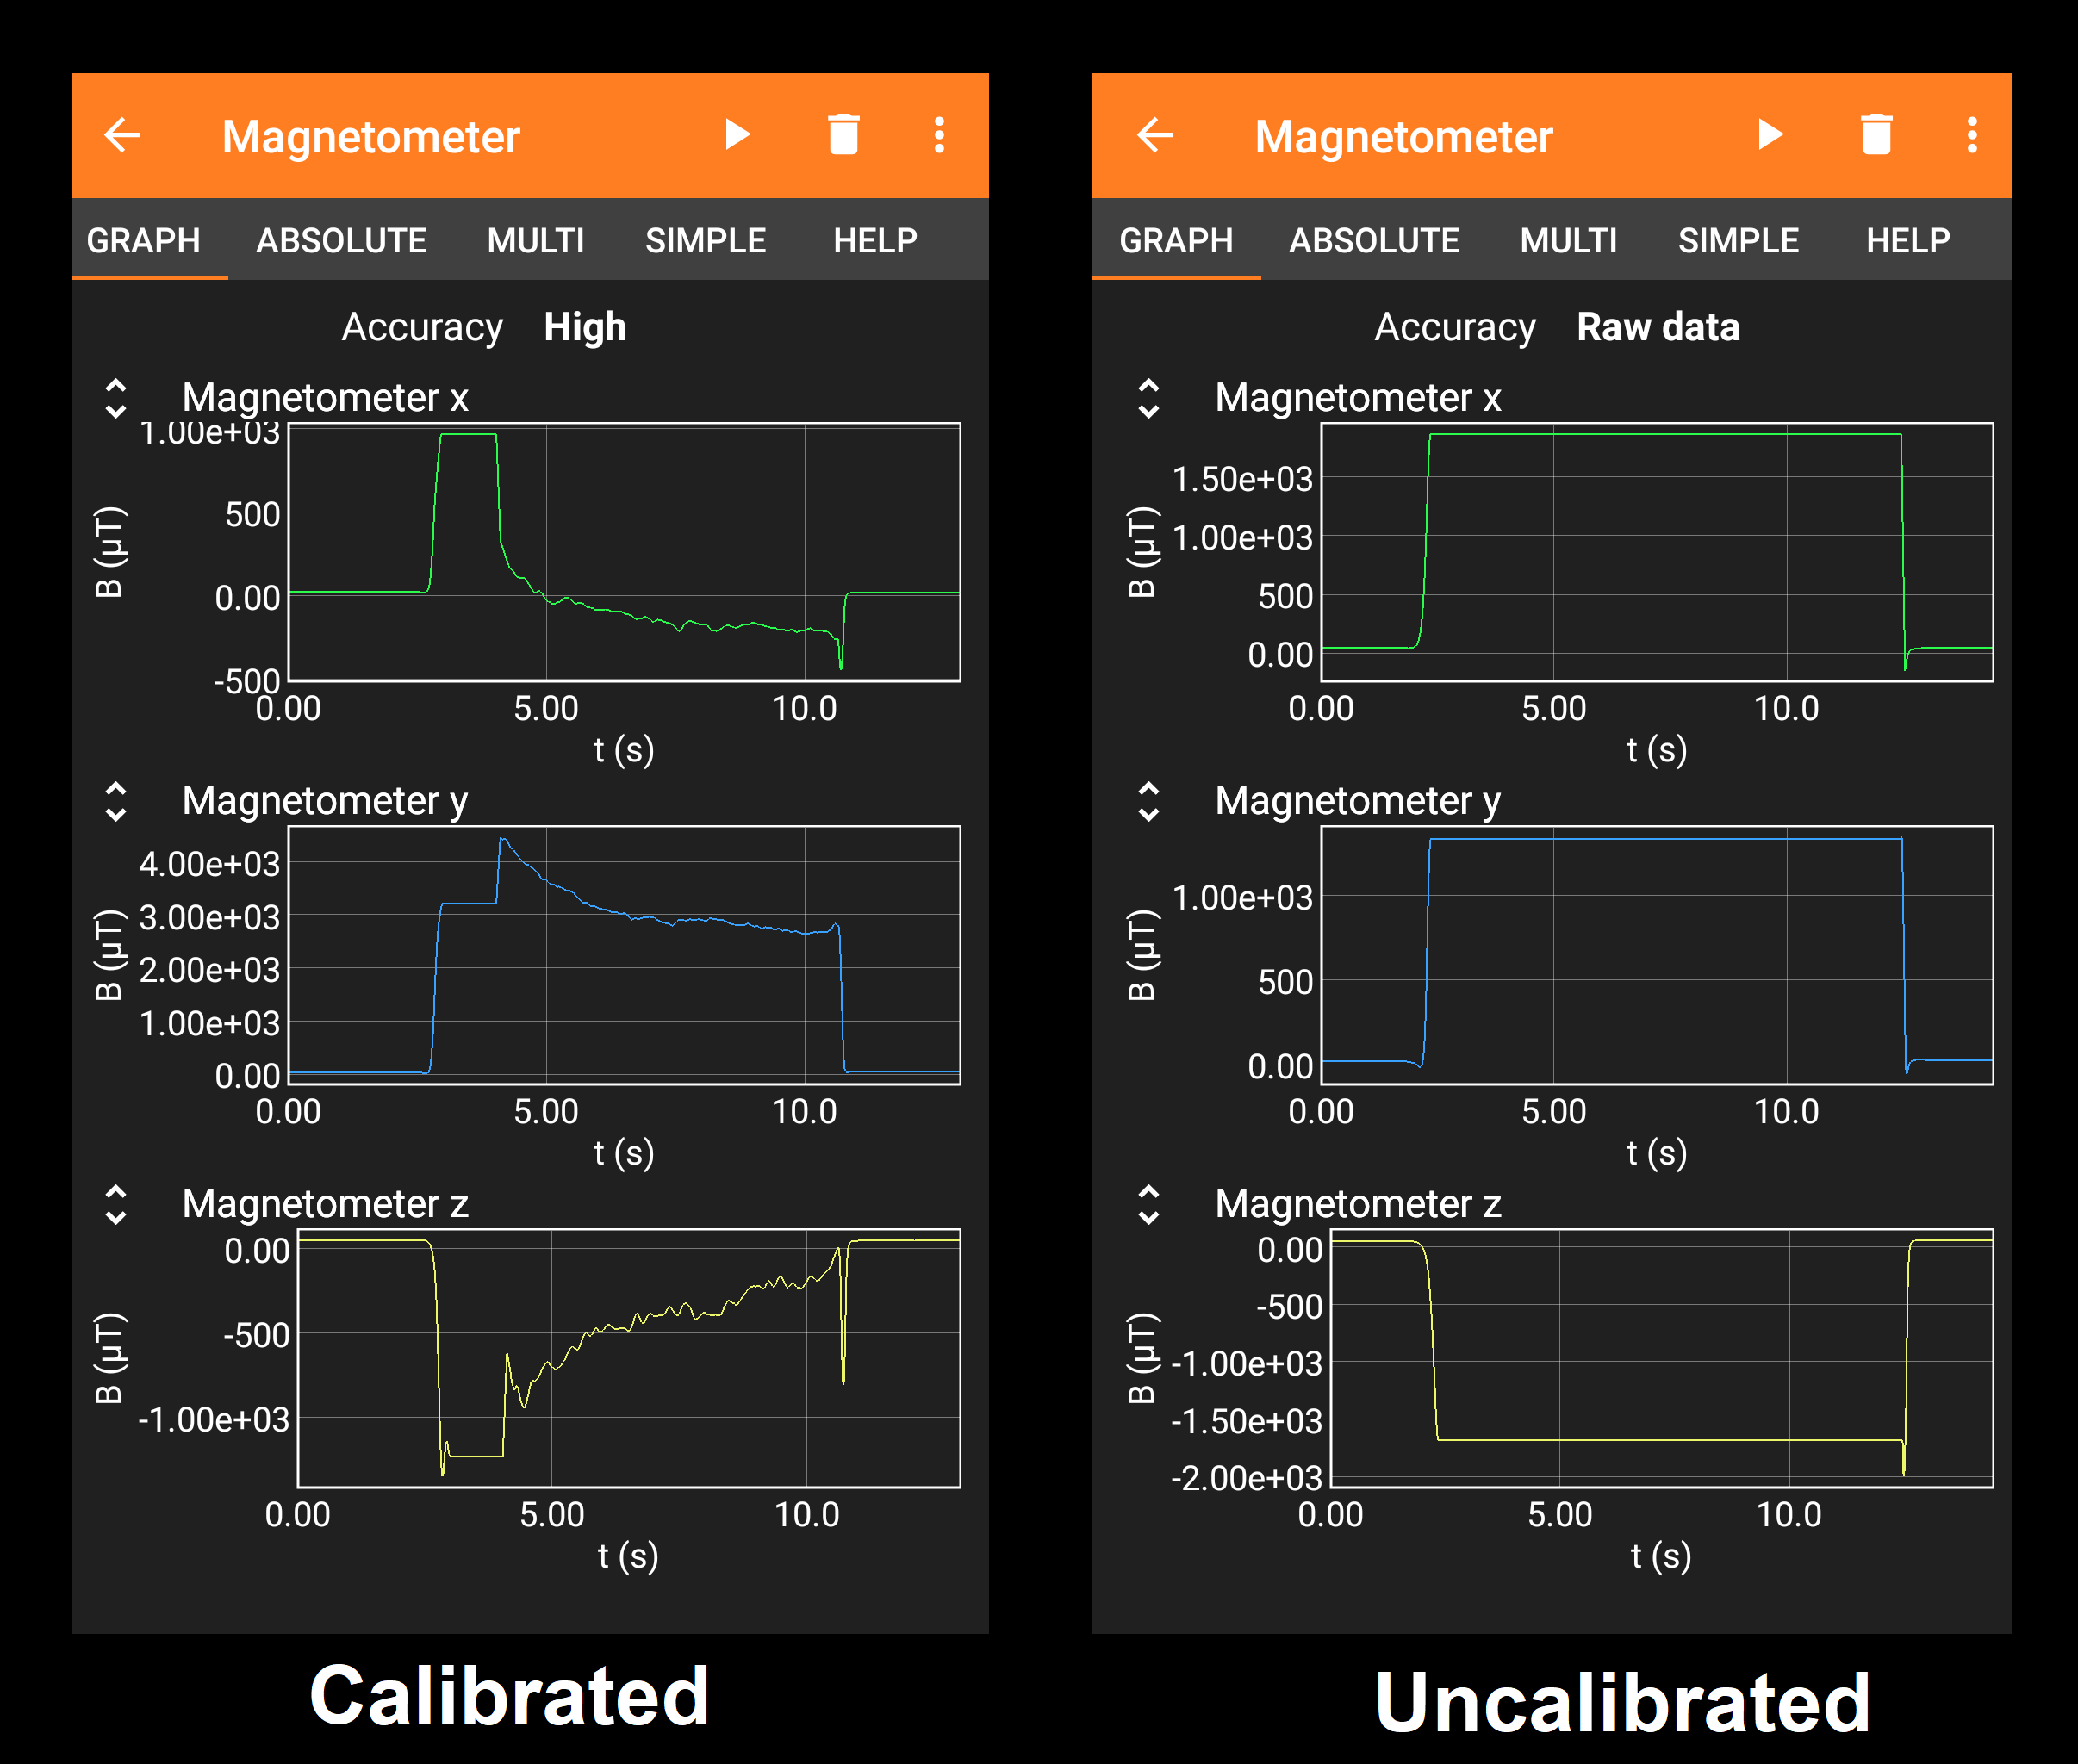 Magnetometer
GRAPH ABSOLUTE MULTI SIMPLE HELP
Accuracy High
Magnetometer x
1.00e+03
500
0.00
-500
B (μT)
0.00 5.00 10.0
t (s)
Magnetometer y
4.00e+03
3.00e+03
2.00e+03
1.00e+03
0.00
B (μT)
0.00 5.00 10.0
t (s)
Magnetometer z
0.00
-500
-1.00e+03
B (μT)
0.00 5.00 10.0
t (s)
Calibrated
Magnetometer
GRAPH ABSOLUTE MULTI SIMPLE HELP
Accuracy Raw data
Magnetometer x
1.50e+03
1.00e+03
500
0.00
B (μT)
0.00 5.00 10.0
t (s)
Magnetometer y
1.00e+03
500
0.00
B (μT)
0.00 5.00 10.0
t (s)
Magnetometer z
0.00
-500
-1.00e+03
-1.50e+03
-2.00e+03
B (μT)
0.00 5.00 10.0
t (s)
Uncalibrated